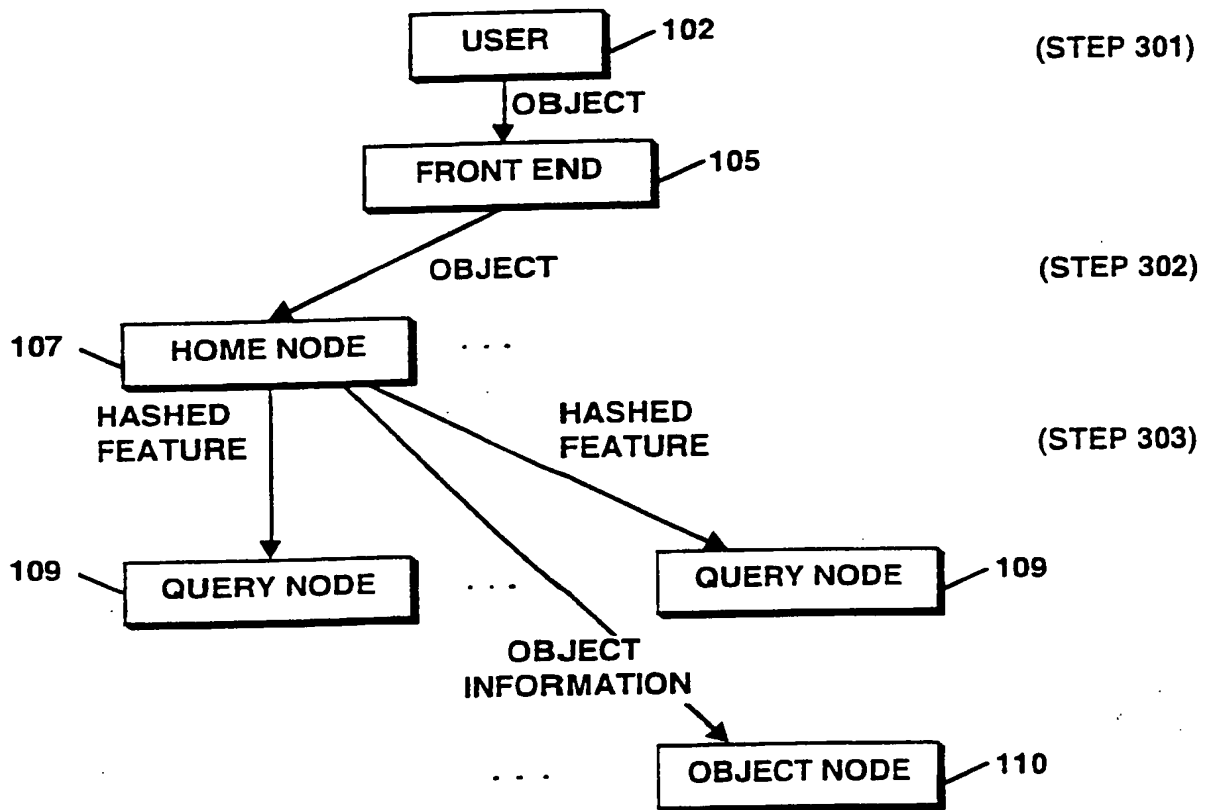 USER
102
(STEP 301)
OBJECT
FRONT END
105
OBJECT
(STEP 302)
107
HOME NODE
. . .
HASHED
FEATURE
HASHED
FEATURE
(STEP 303)
109
QUERY NODE
. . .
QUERY NODE
109
OBJECT
INFORMATION
. . .
OBJECT NODE
110